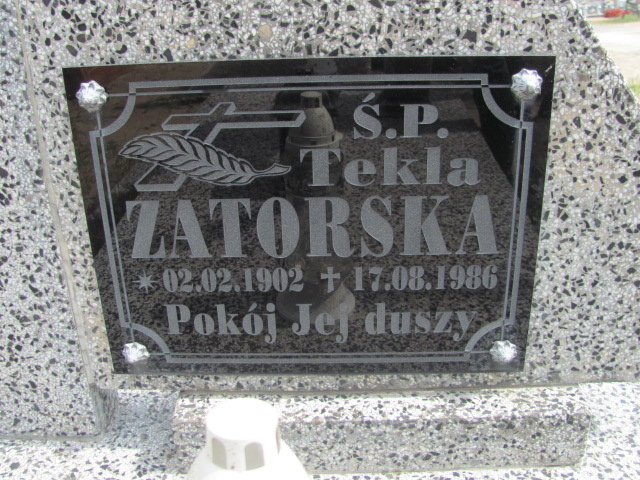 Ś.P.
Tekla
ZATORSKA
* 02.02.1902 † 17.08.1986
Pokój Jej duszy